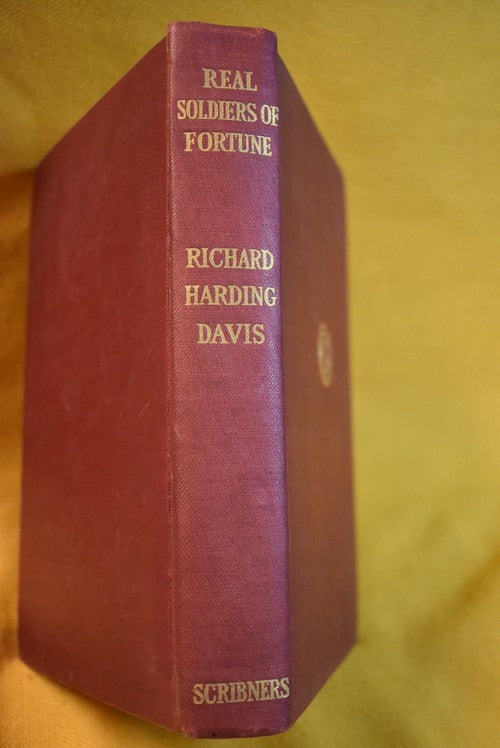 REAL
SOLDIERS OF
FORTUNE
RICHARD
HARDING
DAVIS
SCRIBNERS